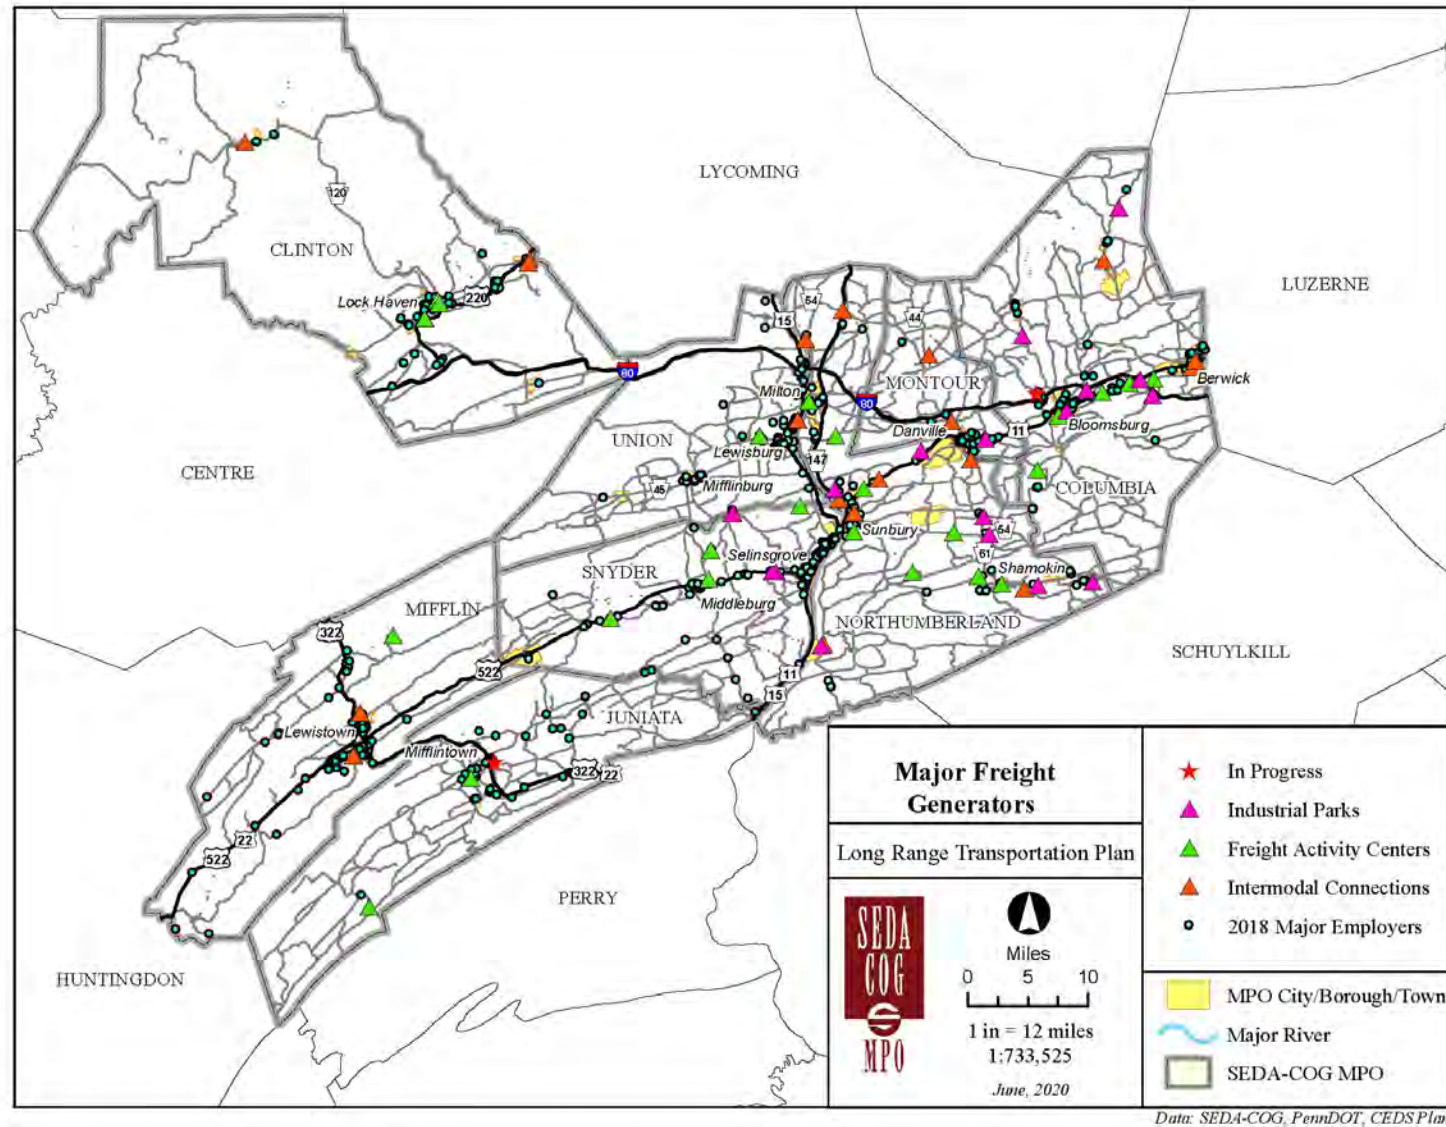 LYCOMING
120
CLINTON
LUZERNE
Lock Haven
220
54
15
44
80
MONTOUR
Berwick
Milton
80
Danville
11
Bloomsburg
UNION
Lewisburg
147
CENTRE
45
Mifflinburg
COLUMBIA
Sunbury
54
61
Selinsgrove
Shamokin
SNYDER
MIFFLIN
Middleburg
NORTHUMBERLAND
322
SCHUYLKILL
522
11
15
JUNIATA
Lewistown
Mifflintown
322
22
22
522
PERRY
HUNTINGDON
Major Freight
Generators
Long Range Transportation Plan
SEDA
COG
MPO
Miles
0 5 10
1 in = 12 miles
1:733,525
June, 2020
In Progress
Industrial Parks
Freight Activity Centers
Intermodal Connections
2018 Major Employers
MPO City/Borough/Town
Major River
SEDA-COG MPO
Data: SEDA-COG, PennDOT, CEDS Plan